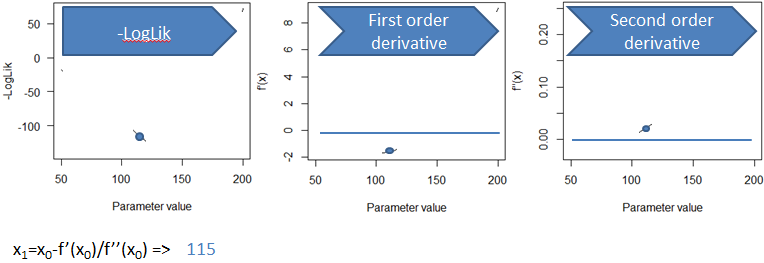 -LogLik
First order
derivative
Second order
derivative
-LogLik
50
0
-50
-100
50
100
150
200
Parameter value
f'(x)
8
6
4
2
0
-2
50
100
150
200
Parameter value
f''(x)
0.20
0.10
0.00
50
100
150
200
Parameter value
x₁=x₀-f’(x₀)/f’’(x₀) => 115